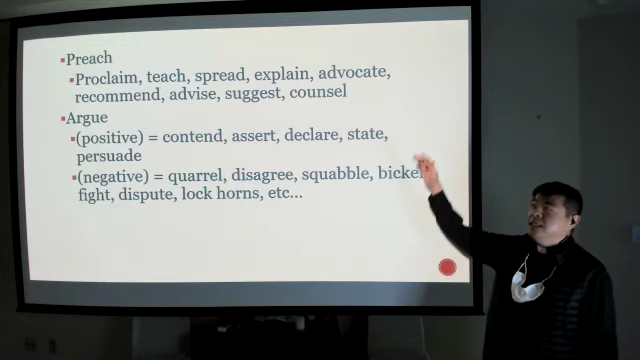 ▪Preach
▪Proclaim, teach, spread, explain, advocate,
recommend, advise, suggest, counsel
▪Argue
▪(positive) = contend, assert, declare, state,
persuade
▪(negative) = quarrel, disagree, squabble, bicker
fight, dispute, lock horns, etc...